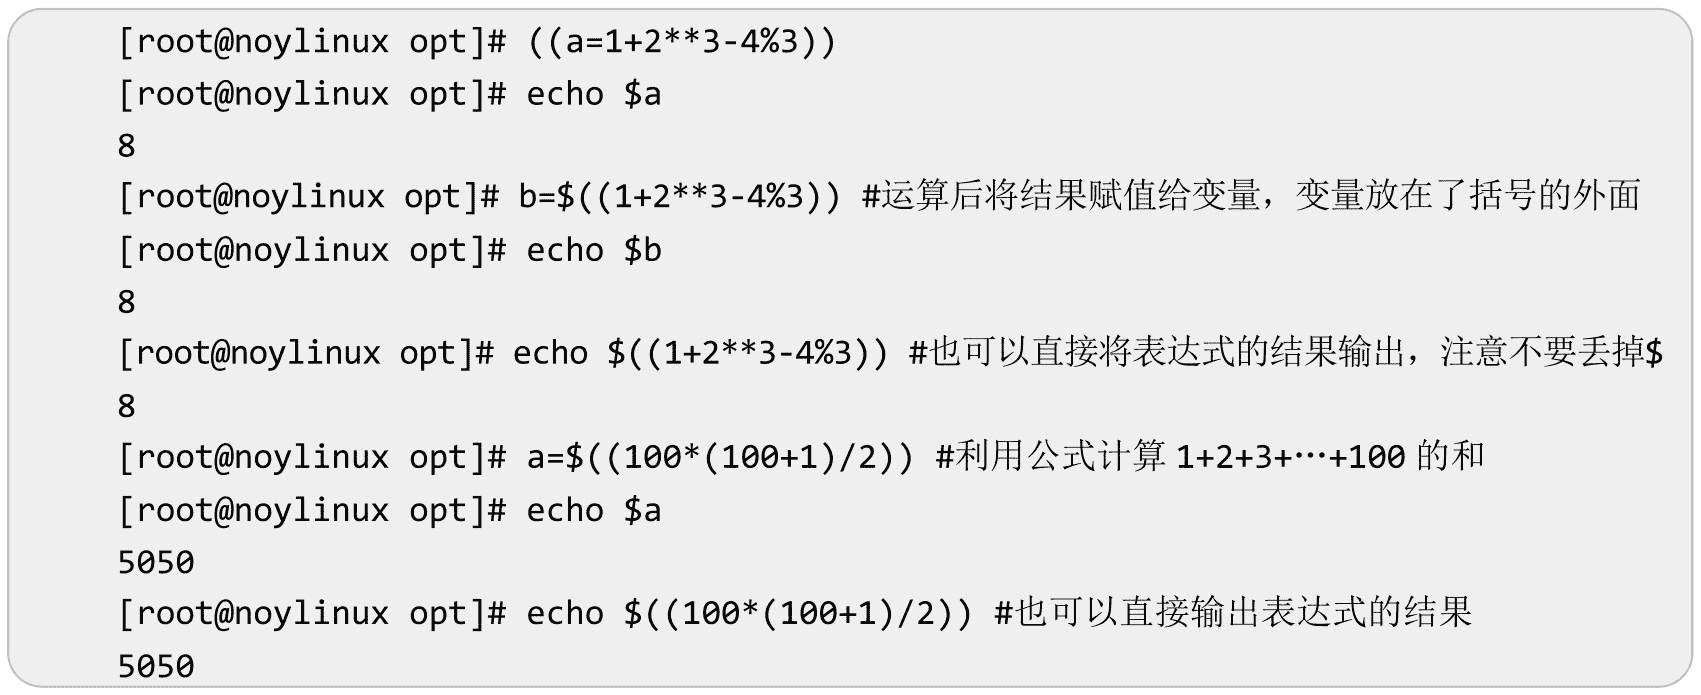 [root@noylinux opt]# ((a=1+2**3-4%3))
[root@noylinux opt]# echo $a
8
[root@noylinux opt]# b=$((1+2**3-4%3)) #运算后将结果赋值给变量，变量放在了括号的外面
[root@noylinux opt]# echo $b
8
[root@noylinux opt]# echo $((1+2**3-4%3)) #也可以直接将表达式的结果输出，注意不要丢掉$
8
[root@noylinux opt]# a=$((100*(100+1)/2)) #利用公式计算 1+2+3+…+100 的和
[root@noylinux opt]# echo $a
5050
[root@noylinux opt]# echo $((100*(100+1)/2)) #也可以直接输出表达式的结果
5050